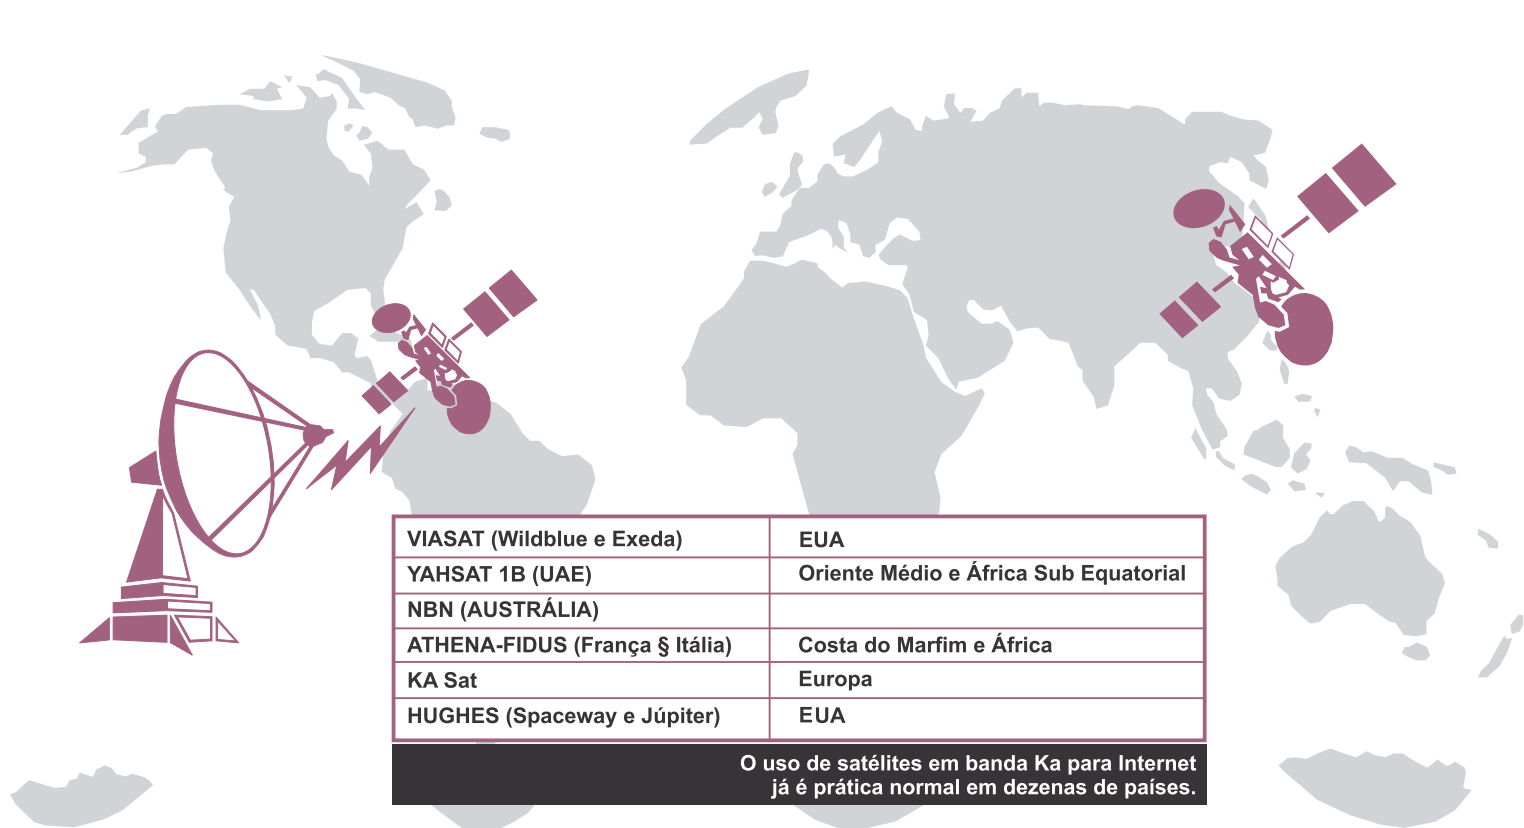 VIASAT (Wildblue e Exeda) EUA
YAHSAT 1B (UAE) Oriente Médio e África Sub Equatorial
NBN (AUSTRÁLIA)
ATHENA-FIDUS (França § Itália) Costa do Marfim e África
KA Sat Europa
HUGHES (Spaceway e Júpiter) EUA
O uso de satélites em banda Ka para Internet
já é prática normal em dezenas de países.